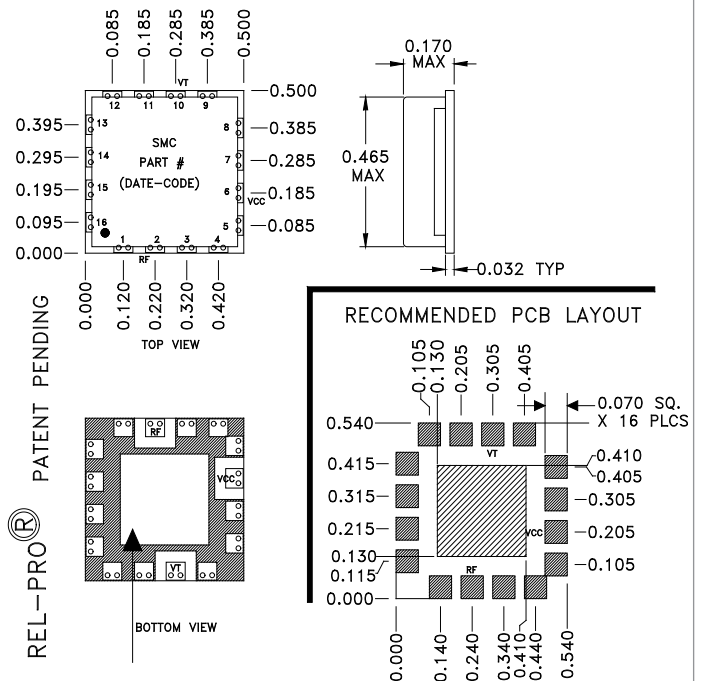 0.085
0.185
0.285
0.385
0.500
VT
12 11 10 9
0.500
0.395
13
8
0.385
SMC
PART #
(DATE-CODE)
0.295
14
7
0.285
0.195
15
6
0.185
VCC
0.095
16
5
0.085
0.000
1 2 3 4
RF
0.000
0.120
0.220
0.320
0.420
TOP VIEW
0.170
MAX
0.465
MAX
0.032 TYP
REL-PRO® PATENT PENDING
RF
VCC
VT
BOTTOM VIEW
RECOMMENDED PCB LAYOUT
0.105
0.130
0.205
0.305
0.405
0.070 SQ.
X 16 PLCS
0.540
VT
0.415
0.410
0.405
0.315
0.305
0.215
VCC
0.205
0.130
0.115
RF
0.105
0.000
0.000
0.140
0.240
0.340
0.410
0.440
0.540